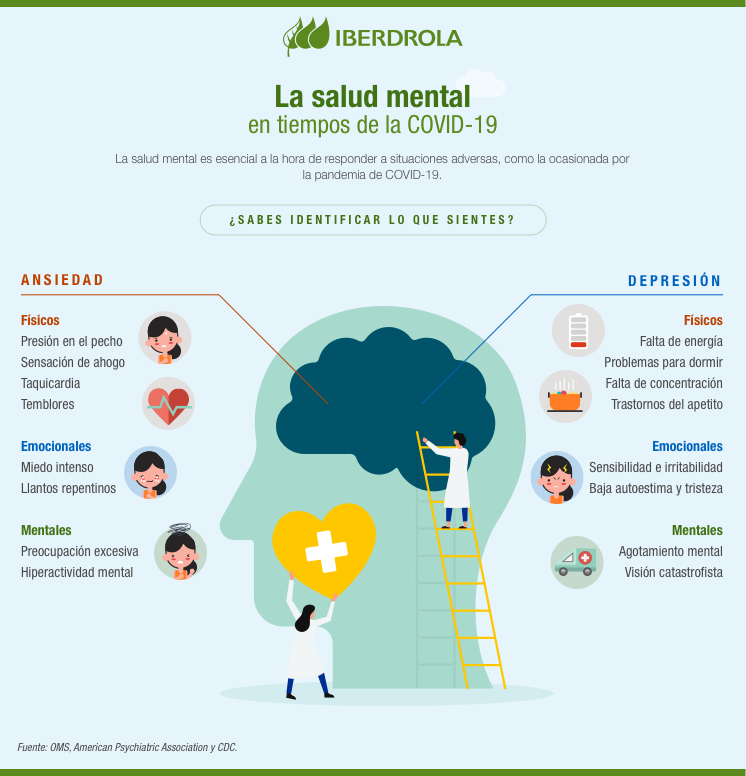 IBERDROLA
La salud mental
en tiempos de la COVID-19
La salud mental es esencial a la hora de responder a situaciones adversas, como la ocasionada por
la pandemia de COVID-19.
¿SABES IDENTIFICAR LO QUE SIENTES?
ANSIEDAD
Físicos
Presión en el pecho
Sensación de ahogo
Taquicardia
Temblores
Emocionales
Miedo intenso
Llantos repentinos
Mentales
Preocupación excesiva
Hiperactividad mental
DEPRESIÓN
Físicos
Falta de energía
Problemas para dormir
Falta de concentración
Trastornos del apetito
Emocionales
Sensibilidad e irritabilidad
Baja autoestima y tristeza
Mentales
Agotamiento mental
Visión catastrofista
Fuente: OMS, American Psychiatric Association y CDC.